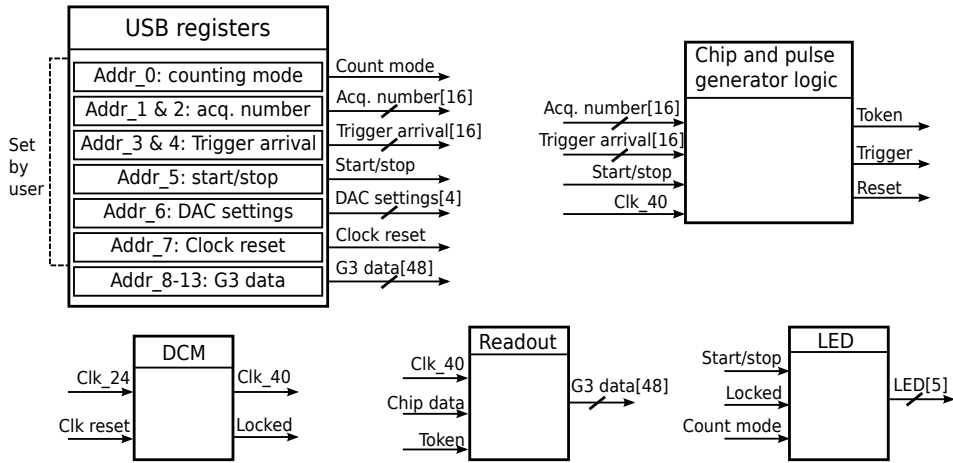 USB registers
Set
by
user
Addr_0: counting mode
Count mode
Addr_1 & 2: acq. number
Acq. number[16]
Addr_3 & 4: Trigger arrival
Trigger arrival[16]
Addr_5: start/stop
Start/stop
Addr_6: DAC settings
DAC settings[4]
Addr_7: Clock reset
Clock reset
Addr_8-13: G3 data
G3 data[48]
Chip and pulse
generator logic
Acq. number[16]
Trigger arrival[16]
Start/stop
Clk_40
Token
Trigger
Reset
DCM
Clk_24
Clk reset
Clk_40
Locked
Readout
Clk_40
Chip data
Token
G3 data[48]
LED
Start/stop
Locked
Count mode
LED[5]